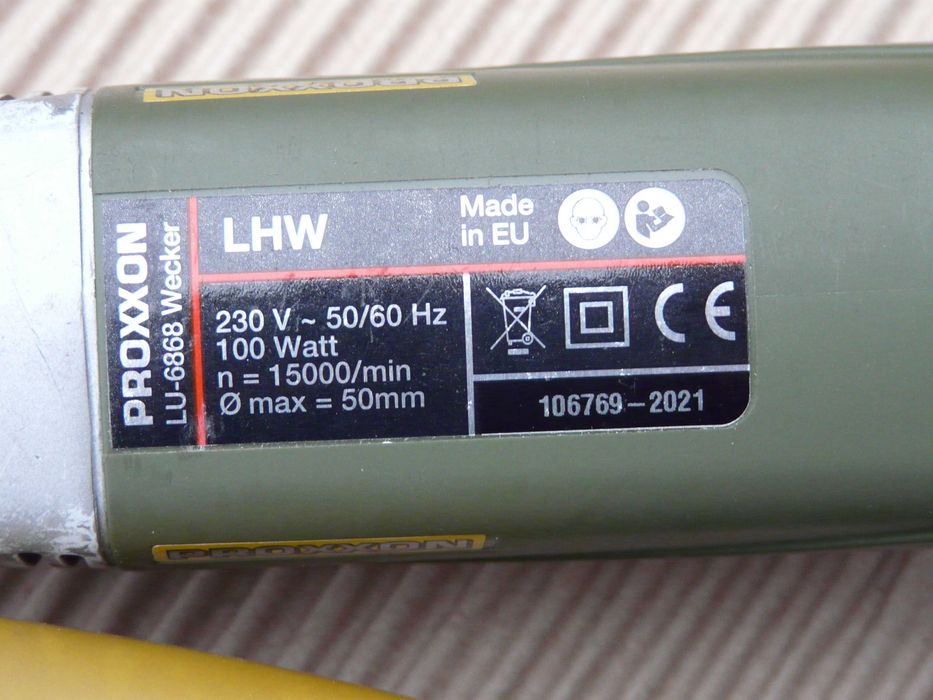 PROXXON
PROXXON
LU-6868 Wecker
LHW
Made
in EU
230 V ~ 50/60 Hz
100 Watt
n = 15000/min
Ø max = 50mm
CE
106769-2021
PROXXON